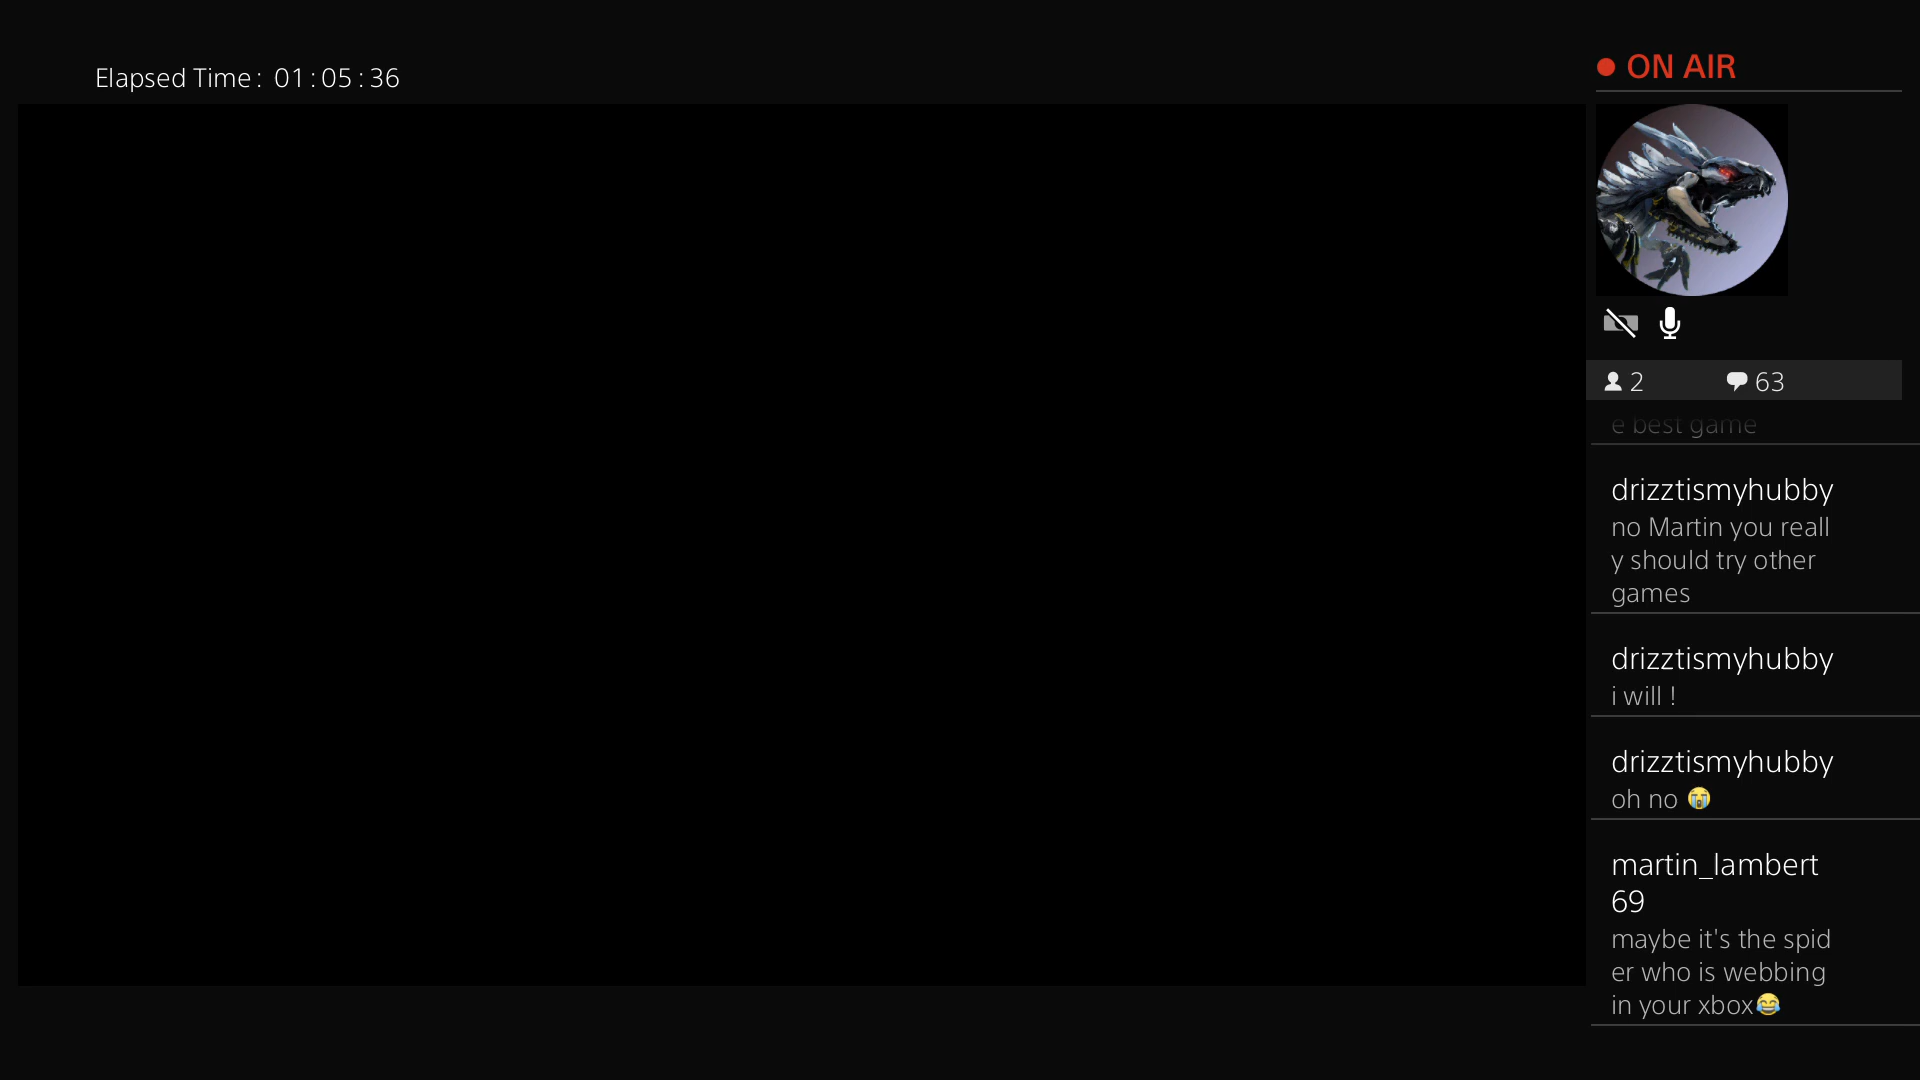 Elapsed Time: 01:05:36
ON AIR
2
63
e best game
drizztismyhubby
no Martin you reall
y should try other
games
drizztismyhubby
i will !
drizztismyhubby
oh no 😭
martin_lambert
69
maybe it's the spid
er who is webbing
in your xbox😂